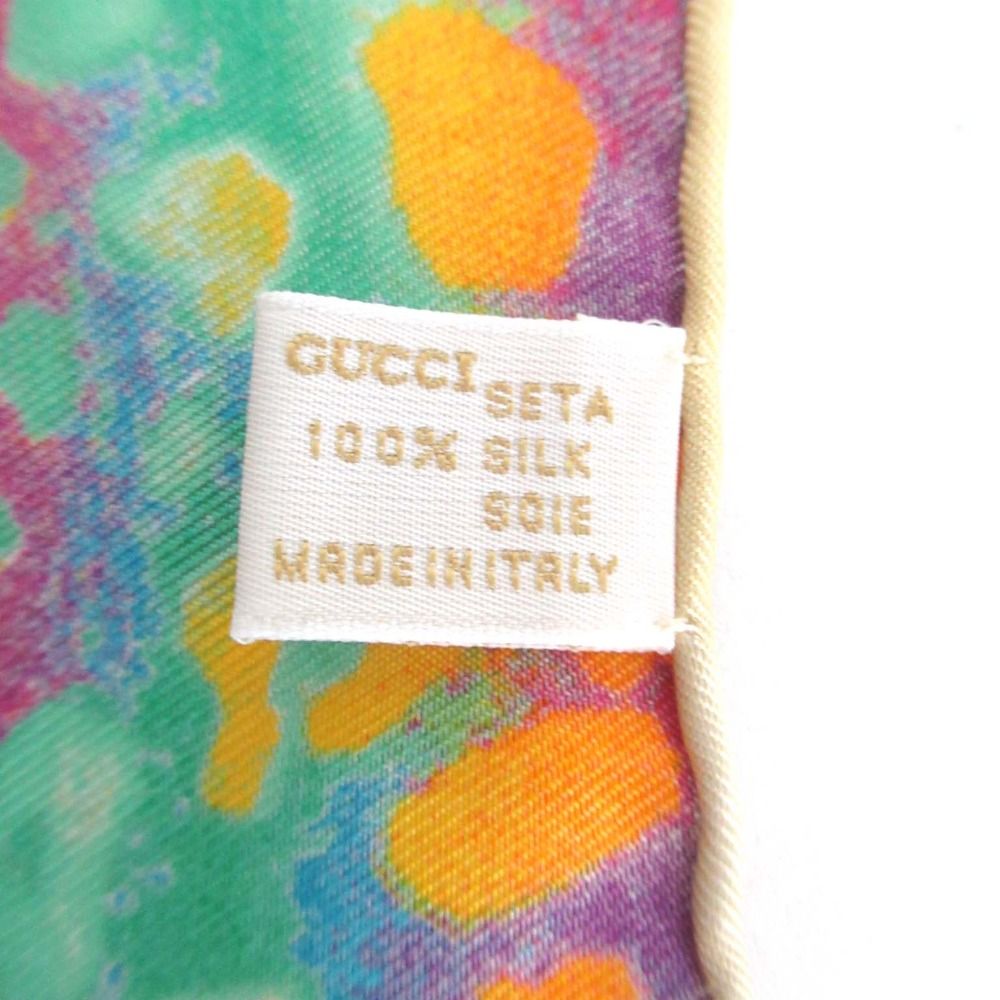 GUCCI SETA
100% SILK
SOIE
MADE IN ITALY